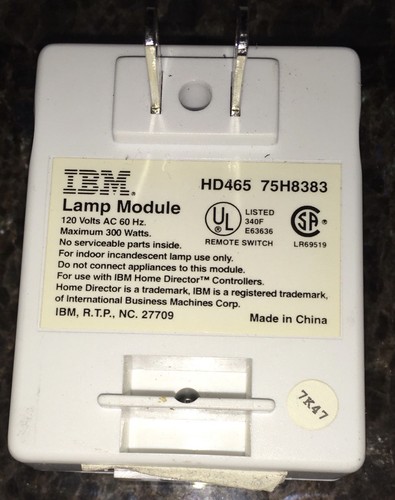 IBM. HD465 75H8383
Lamp Module
120 Volts AC 60 Hz.
Maximum 300 Watts.
UL LISTED
340F
E63636
REMOTE SWITCH
SA
LR69519
No serviceable parts inside.
For indoor incandescent lamp use only.
Do not connect appliances to this module.
For use with IBM Home Director™ Controllers.
Home Director is a trademark, IBM is a registered trademark,
of International Business Machines Corp.
IBM, R.T.P., NC. 27709 Made in China
7K47